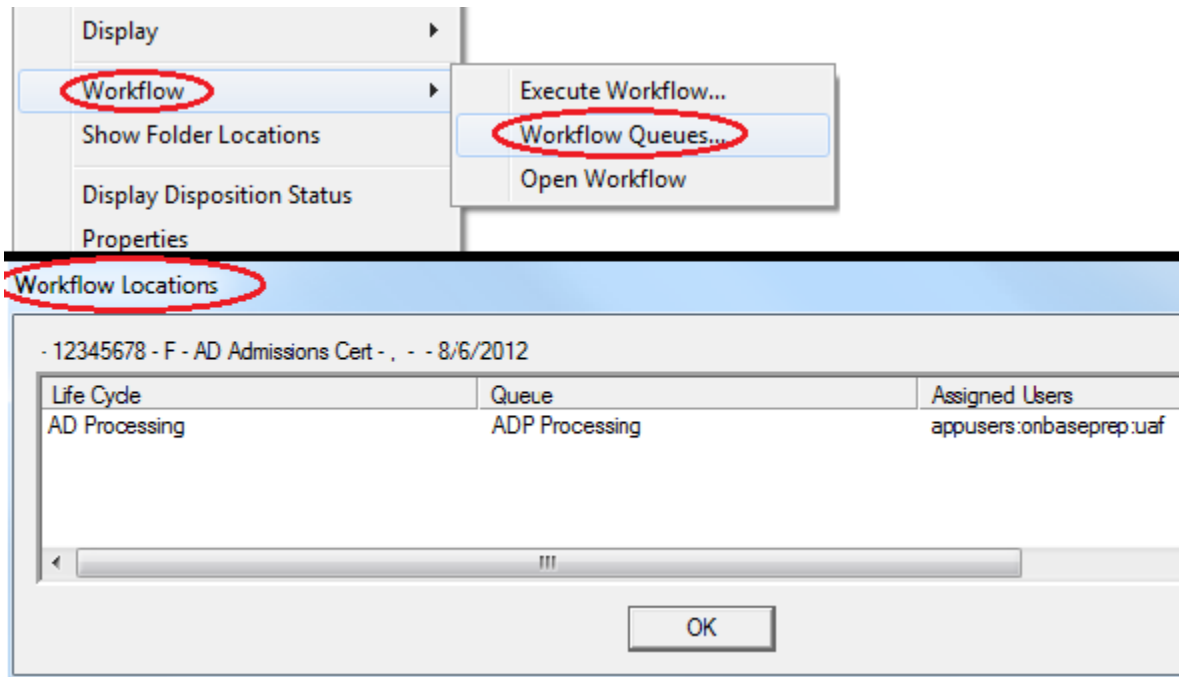 Display
Workflow
Execute Workflow...
Show Folder Locations
Workflow Queues...
Open Workflow
Display Disposition Status
Properties
Workflow Locations
- 12345678 - F - AD Admissions Cert - , - - 8/6/2012
Life Cycle Queue Assigned Users
AD Processing ADP Processing appusers:onbaseprep:uaf
OK